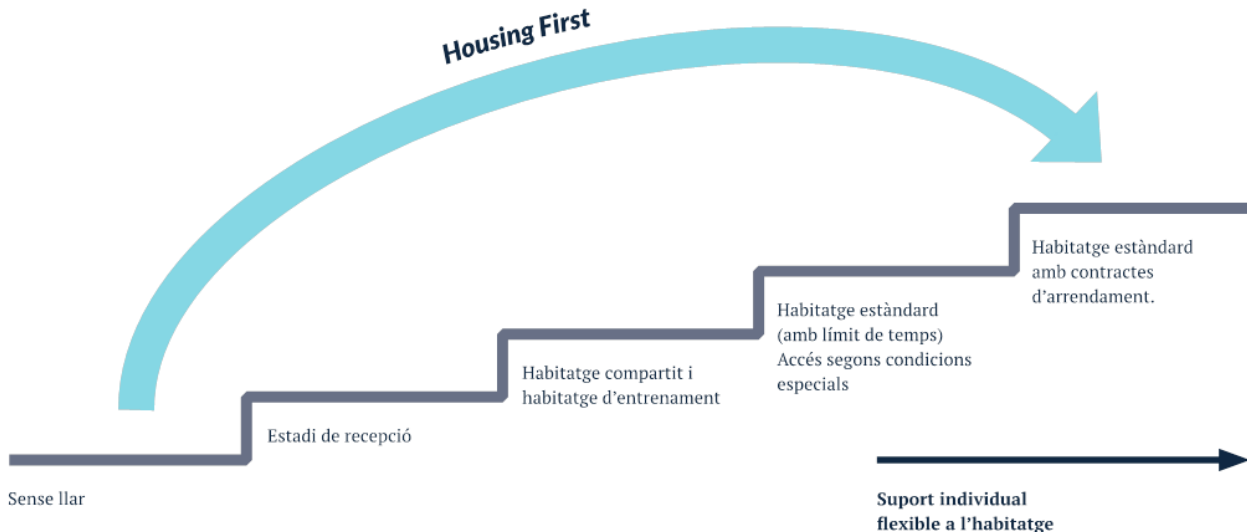 Housing First
Habitatge estàndard
amb contractes
d'arrendament.
Habitatge estàndard
(amb límit de temps)
Accés segons condicions
especials
Habitatge compartit i
habitatge d'entrenament
Estadi de recepció
Sense llar
Suport individual
flexible a l'habitatge